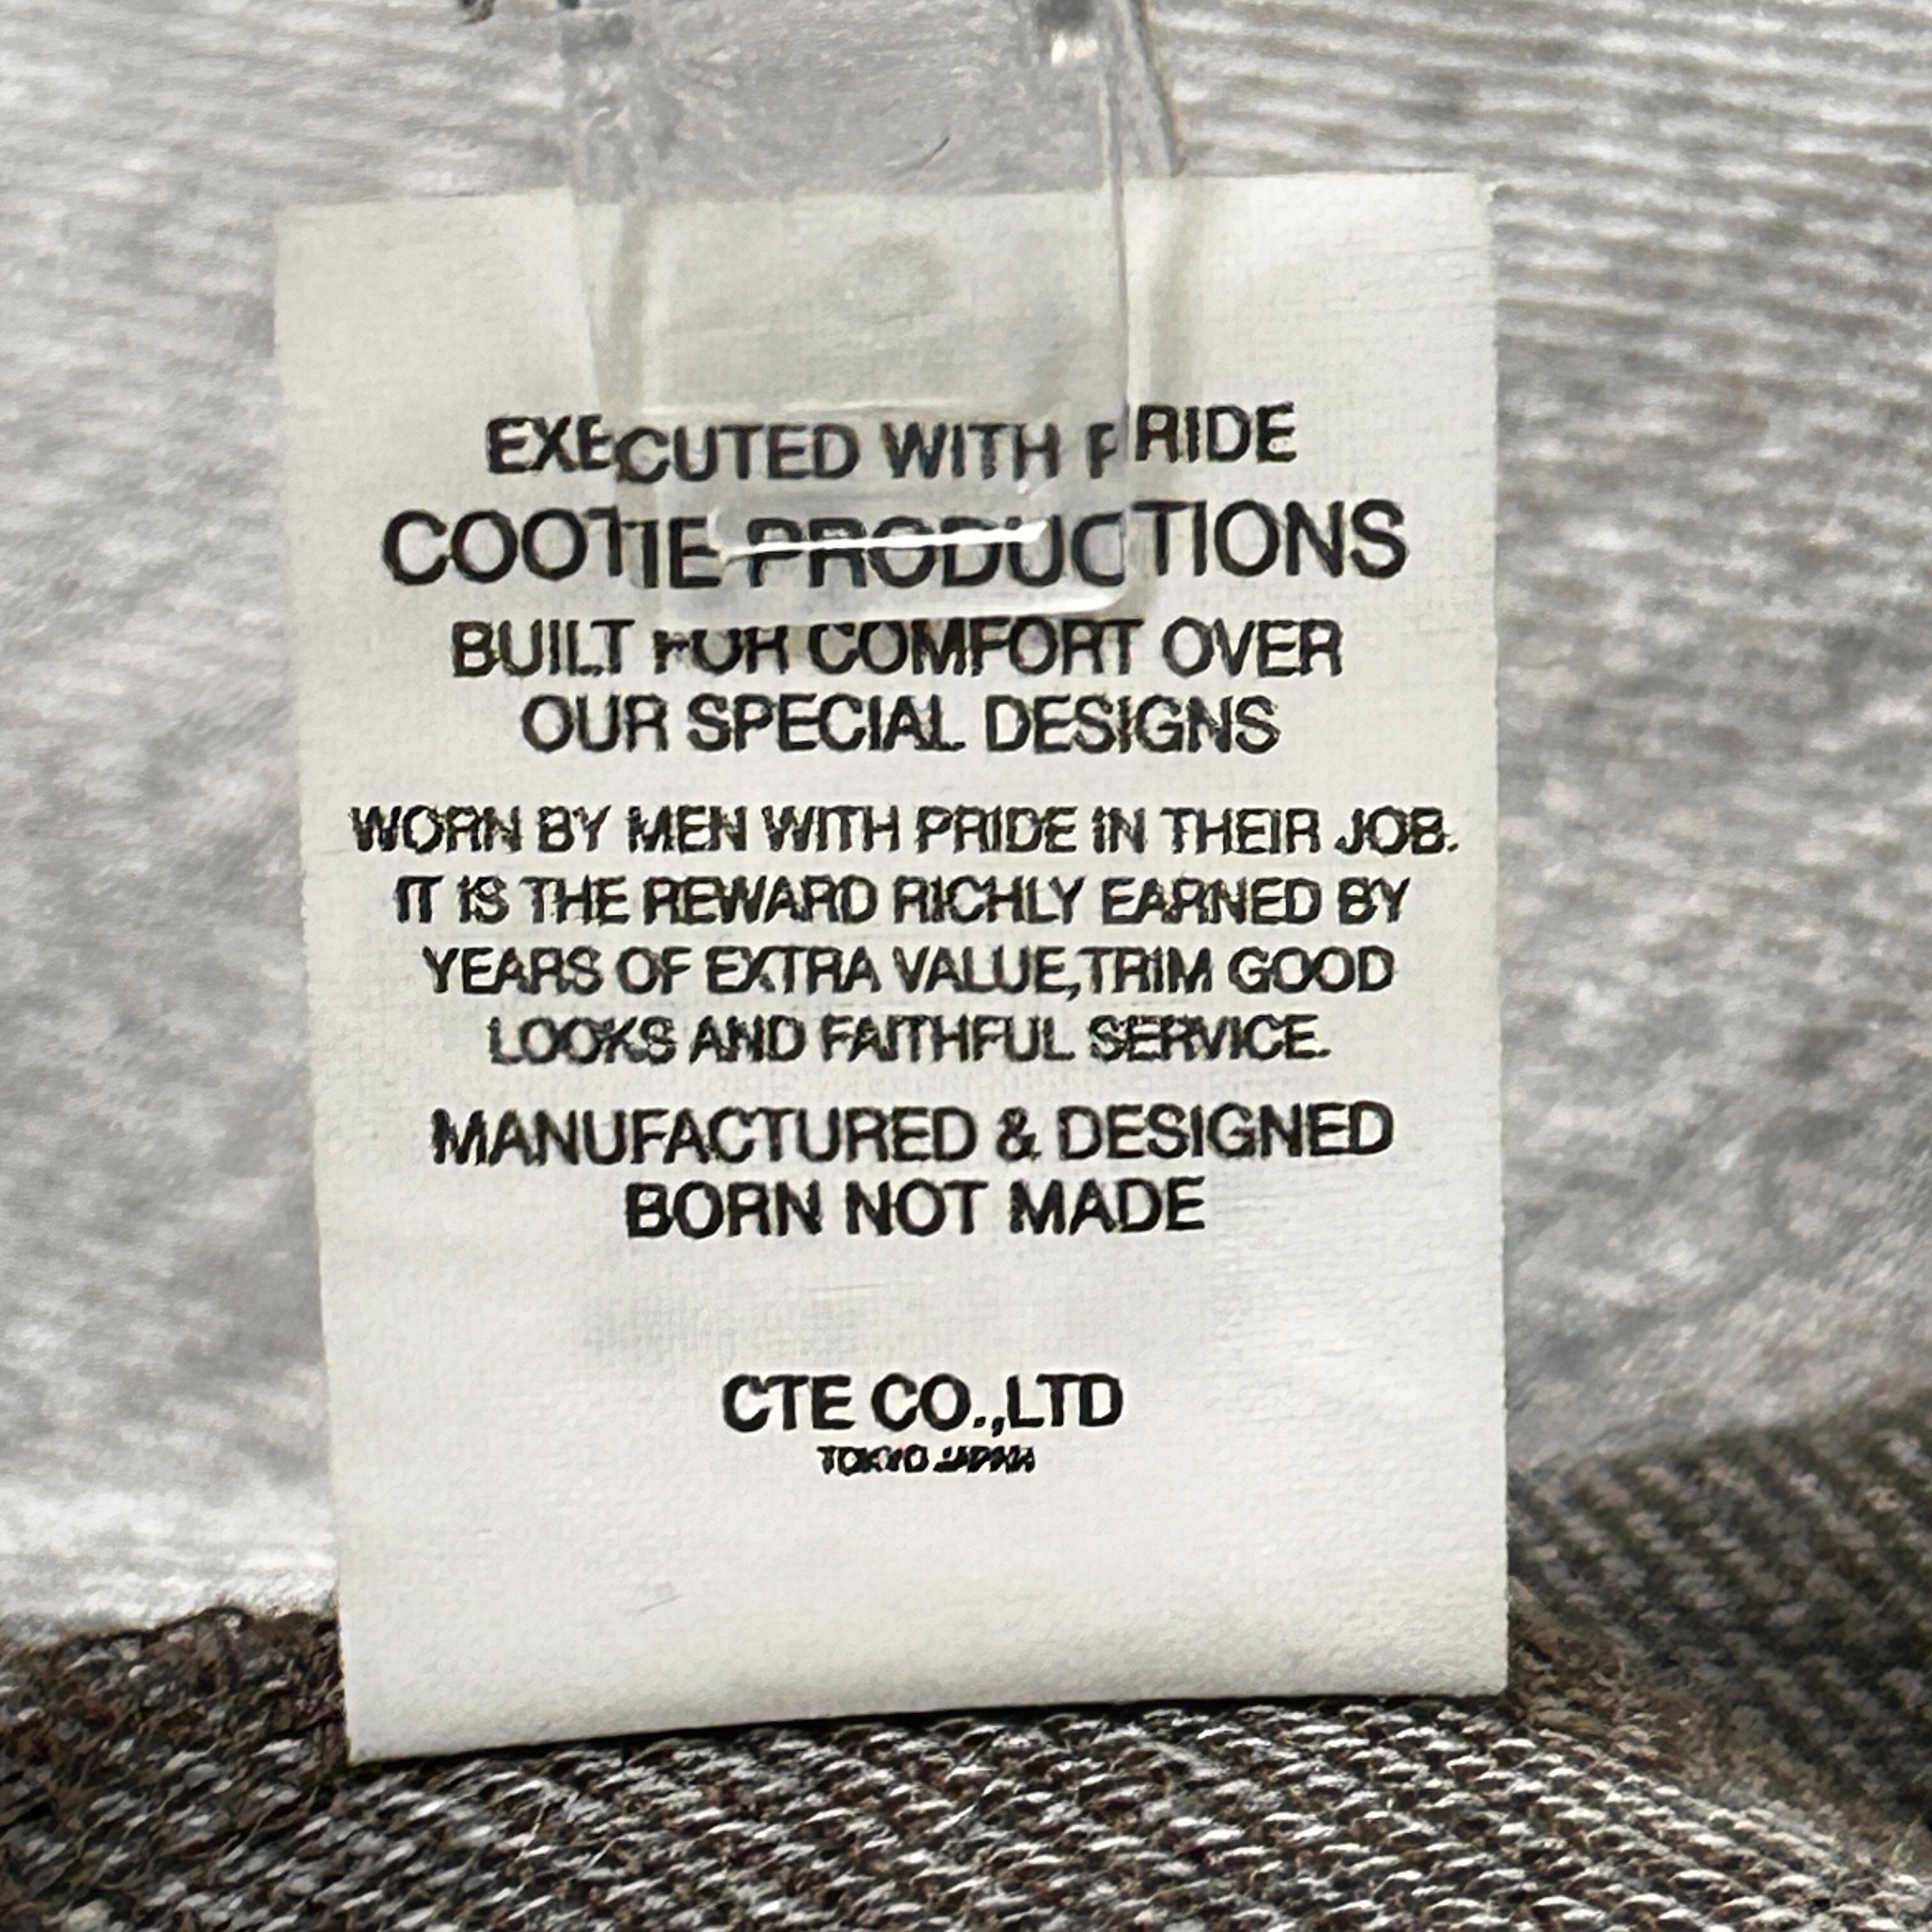 EXECUTED WITH PRIDE
COOTIE PRODUCTIONS
BUILT FOR COMFORT OVER
OUR SPECIAL DESIGNS
WORN BY MEN WITH PRIDE IN THEIR JOB.
IT IS THE REWARD RICHLY EARNED BY
YEARS OF EXTRA VALUE,TRIM GOOD
LOOKS AND FAITHFUL SERVICE.
MANUFACTURED & DESIGNED
BORN NOT MADE
CTE CO.,LTD
TOKYO JAPAN